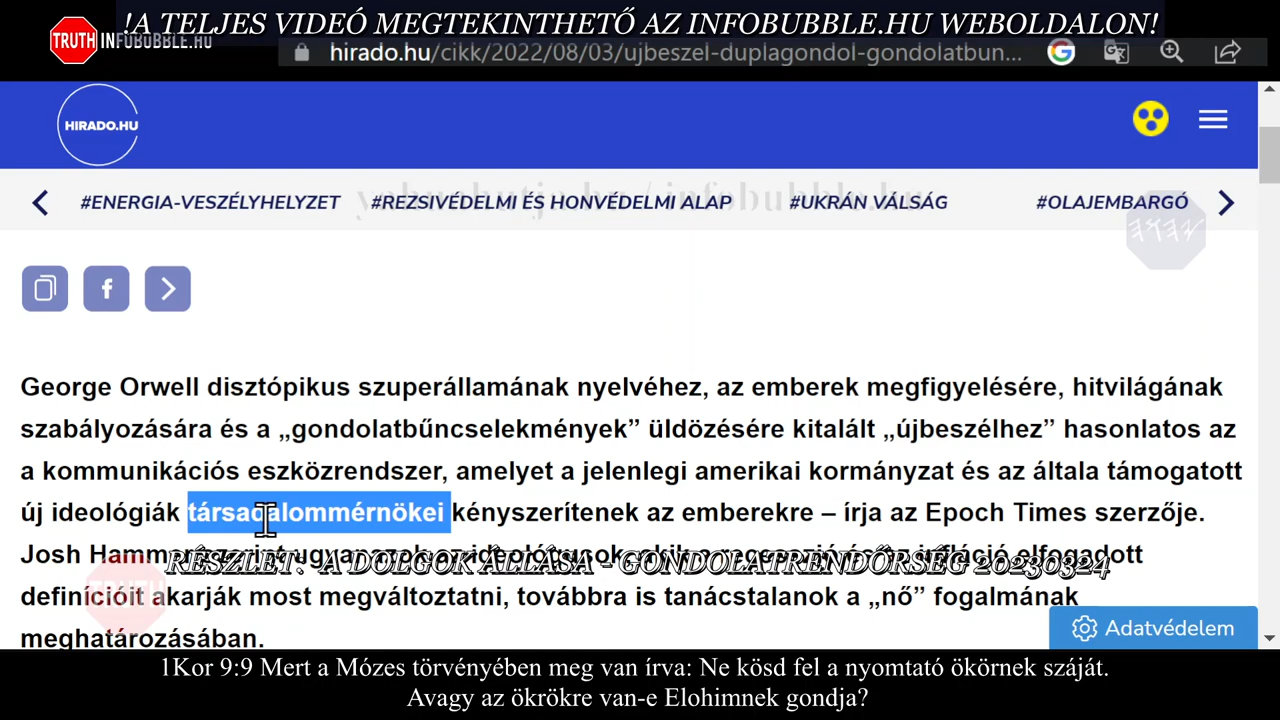 !A TELJES VIDEÓ MEGTEKINTHETŐ AZ INFOBUBBLE.HU WEBOLDALON!
TRUTH INFOBUBBLE.HU
hirado.hu/cikk/2022/08/03/ujbeszel-duplagondol-gondolatbun...
HIRADO.HU
#ENERGIA-VESZÉLYHELYZET #REZSIVÉDELMI ÉS HONVÉDELMI ALAP #UKRÁN VÁLSÁG #OLAJEMBARGÓ
George Orwell disztópikus szuperállamának nyelvéhez, az emberek megfigyelésére, hitvilágának
szabályozására és a „gondolatbűncselekmények” üldözésére kitalált „újbeszélhez” hasonlatos az
a kommunikációs eszközrendszer, amelyet a jelenlegi amerikai kormányzat és az általa támogatott
új ideológiák társadalommérnökei kényszerítenek az emberekre – írja az Epoch Times szerzője.
Josh elfogadott
RÉSZLET: A DOLGOK ÁLLÁSA - GONDOLATRENDŐRSÉG 20230324
TRUTH
definícióit akarják most megváltoztatni, továbbra is tanácstalanok a „nő” fogalmának
meghatározásában.
Adatvédelem
1Kor 9:9 Mert a Mózes törvényében meg van írva: Ne kösd fel a nyomtató ökörnek száját.
Avagy az ökrökre van-e Elohimnek gondja?